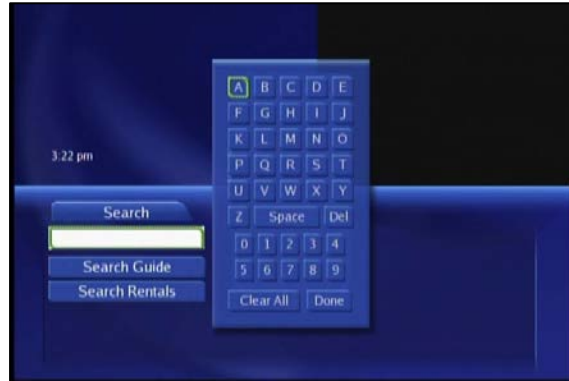 3:22 pm
Search
Search Guide
Search Rentals
A B C D E
F G H I J
K L M N O
P Q R S T
U V W X Y
Z Space Del
0 1 2 3 4
5 6 7 8 9
Clear All Done